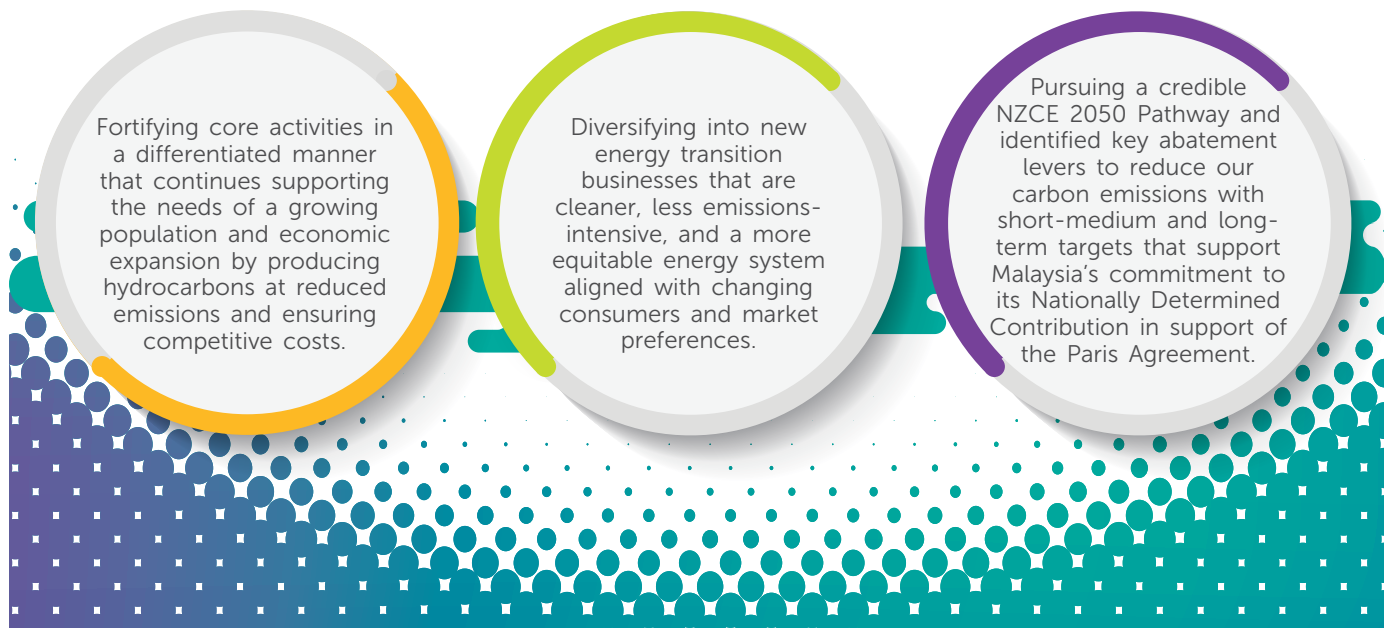 Fortifying core activities in
a differentiated manner
that continues supporting
the needs of a growing
population and economic
expansion by producing
hydrocarbons at reduced
emissions and ensuring
competitive costs.
Diversifying into new
energy transition
businesses that are
cleaner, less emissions-
intensive, and a more
equitable energy system
aligned with changing
consumers and market
preferences.
Pursuing a credible
NZCE 2050 Pathway and
identified key abatement
levers to reduce our
carbon emissions with
short-medium and long-
term targets that support
Malaysia’s commitment to
its Nationally Determined
Contribution in support of
the Paris Agreement.